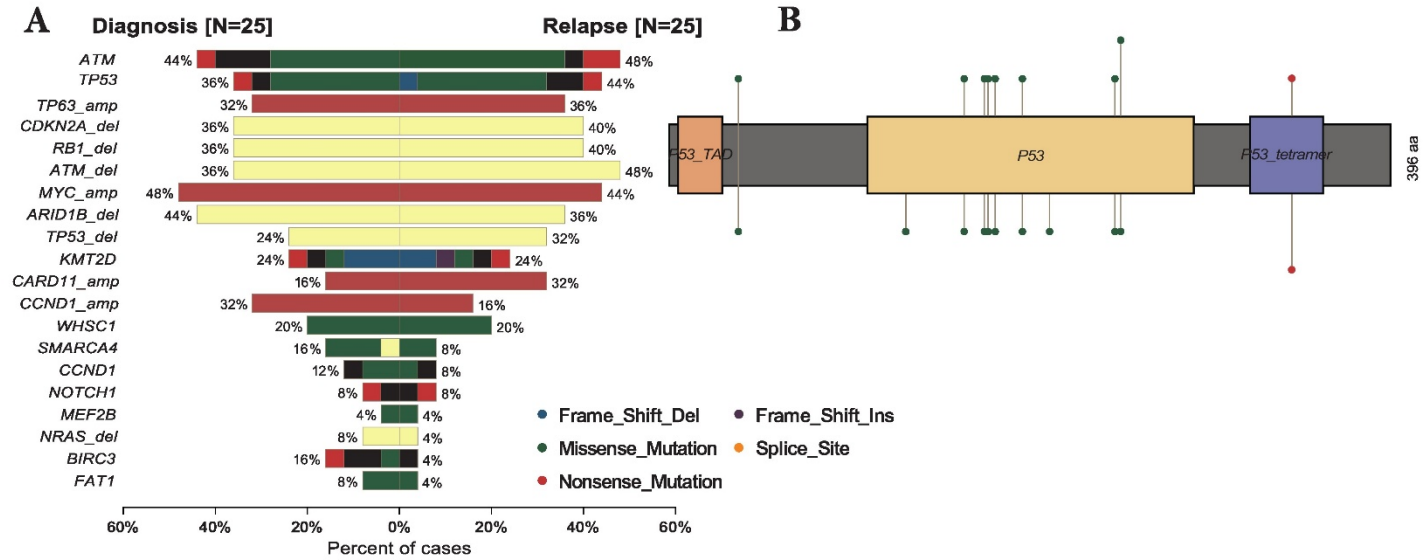 A
Diagnosis [N=25]
Relapse [N=25]
ATM 44% 48%
TP53 36% 44%
TP63_amp 32% 36%
CDKN2A_del 36% 40%
RB1_del 36% 40%
ATM_del 36% 48%
MYC_amp 48% 44%
ARID1B_del 44% 36%
TP53_del 24% 32%
KMT2D 24% 24%
CARD11_amp 16% 32%
CCND1_amp 32% 16%
WHSC1 20% 20%
SMARCA4 16% 8%
CCND1 12% 8%
NOTCH1 8% 8%
MEF2B 4% 4%
NRAS_del 8% 4%
BIRC3 16% 4%
FAT1 8% 4%
60% 40% 20% 0% 20% 40% 60%
Percent of cases
Frame_Shift_Del
Missense_Mutation
Nonsense_Mutation
Frame_Shift_Ins
Splice_Site
B
P53_TAD
P53
P53_tetramer
396 aa